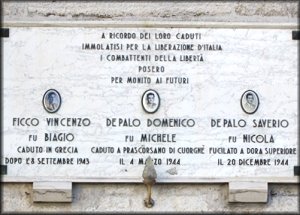 A RICORDO DEI LORO CADUTI
IMMOLATISI PER LA LIBERAZIONE D'ITALIA
I COMBATTENTI DELLA LIBERTÀ
POSERO
PER MONITO AI FUTURI
FICCO VINCENZO
FU BIAGIO
CADUTO IN GRECIA
DOPO L'8 SETTEMBRE 1943
DE PALO DOMENICO
FU MICHELE
CADUTO A PRASCORSANO DI CUORGNÈ
IL 4 MARZO 1944
DE PALO SAVERIO
FU NICOLA
FUCILATO A DORA SUPERIORE
IL 20 DICEMBRE 1944